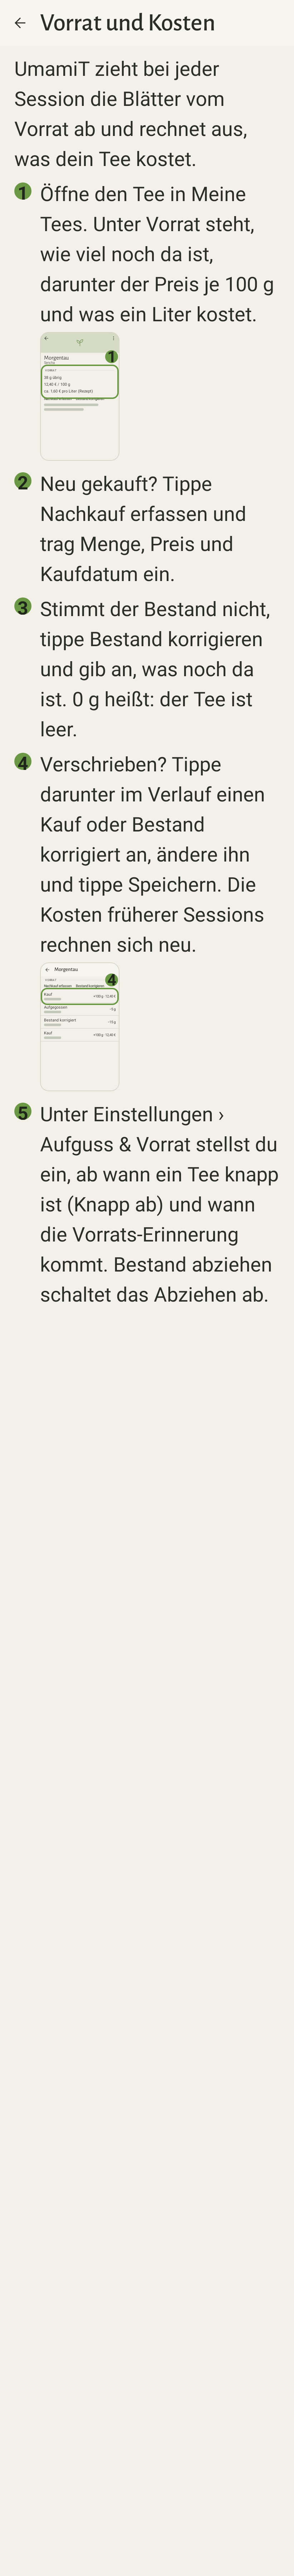 Vorrat und Kosten
UmamiT zieht bei jeder
Session die Blätter vom
Vorrat ab und rechnet aus,
was dein Tee kostet.
1 Öffne den Tee in Meine
Tees. Unter Vorrat steht,
wie viel noch da ist,
darunter der Preis je 100 g
und was ein Liter kostet.
Morgentau
1
38 g übrig
12,40 € / 100 g
ca. 1,60 € pro Liter (Rezept)
2 Neu gekauft? Tippe
Nachkauf erfassen und
trag Menge, Preis und
Kaufdatum ein.
3 Stimmt der Bestand nicht,
tippe Bestand korrigieren
und gib an, was noch da
ist. 0 g heißt: der Tee ist
leer.
4 Verschrieben? Tippe
darunter im Verlauf einen
Kauf oder Bestand
korrigiert an, ändere ihn
und tippe Speichern. Die
Kosten früherer Sessions
rechnen sich neu.
Morgentau
4
Nachkauf erfassen Bestand korrigieren
Kauf +100 g · 12,40 €
Aufgegossen −5 g
Bestand korrigiert
Kauf +100 g · 12,40 €
5 Unter Einstellungen ›
Aufguss & Vorrat stellst du
ein, ab wann ein Tee knapp
ist (Knapp ab) und wann
die Vorrats-Erinnerung
kommt. Bestand abziehen
schaltet das Abziehen ab.